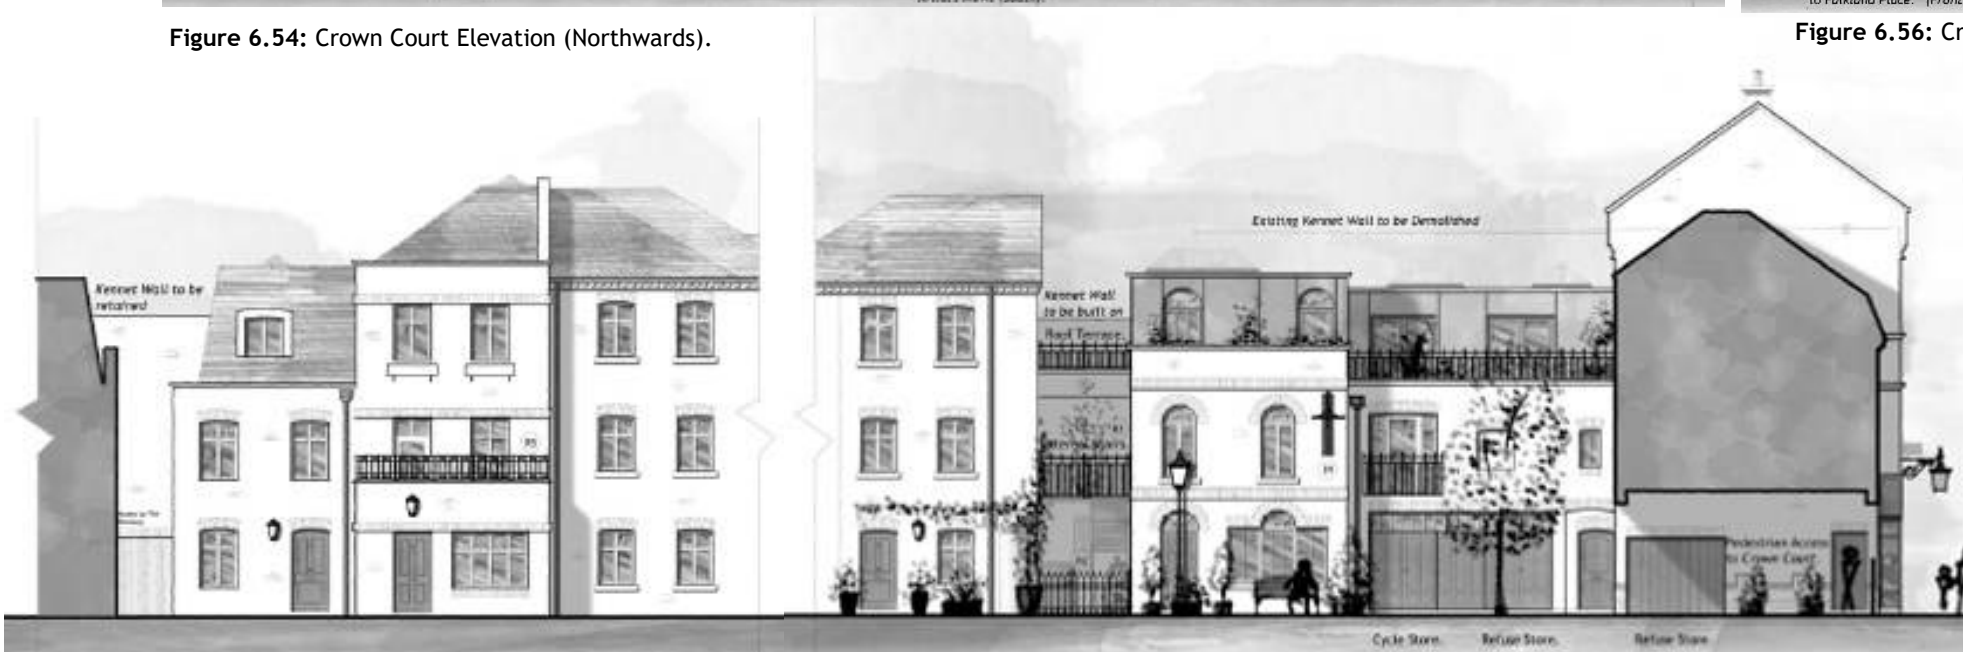 Figure 6.54: Crown Court Elevation (Northwards).
Figure 6.56: Cr
Existing Kennet Wall to be Demolished
Kennet Wall to be
retained
Kennet Wall
to be built on
Roof Terrace
Pedestrian Access
to Crown Court
Cycle Store.
Refuse Store.
Refuse Store